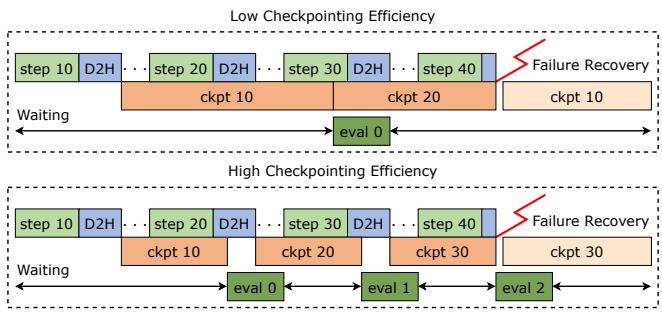 Low Checkpointing Efficiency
step 10 D2H ··· step 20 D2H ··· step 30 D2H ··· step 40
Failure Recovery
ckpt 10 ckpt 20 ckpt 10
Waiting
eval 0
High Checkpointing Efficiency
step 10 D2H ··· step 20 D2H ··· step 30 D2H ··· step 40
Failure Recovery
ckpt 10 ckpt 20 ckpt 30 ckpt 30
Waiting
eval 0 eval 1 eval 2